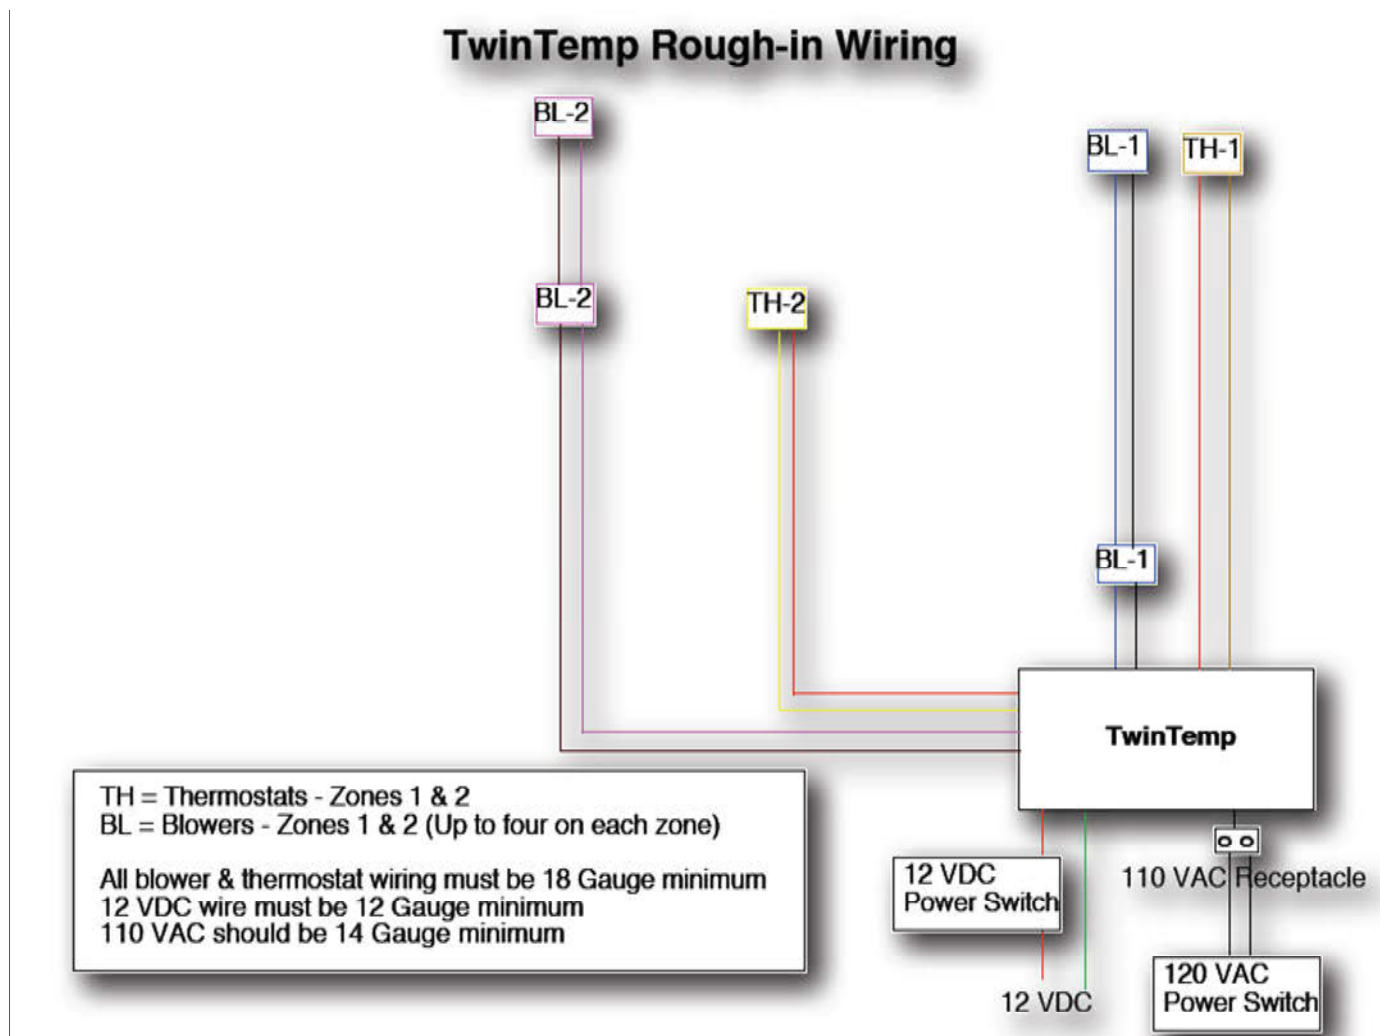 TwinTemp Rough-in Wiring
BL-2
BL-1
TH-1
BL-2
TH-2
BL-1
TwinTemp
TH = Thermostats - Zones 1 & 2
BL = Blowers - Zones 1 & 2 (Up to four on each zone)
All blower & thermostat wiring must be 18 Gauge minimum
12 VDC wire must be 12 Gauge minimum
110 VAC should be 14 Gauge minimum
12 VDC
Power Switch
110 VAC Receptacle
12 VDC
120 VAC
Power Switch